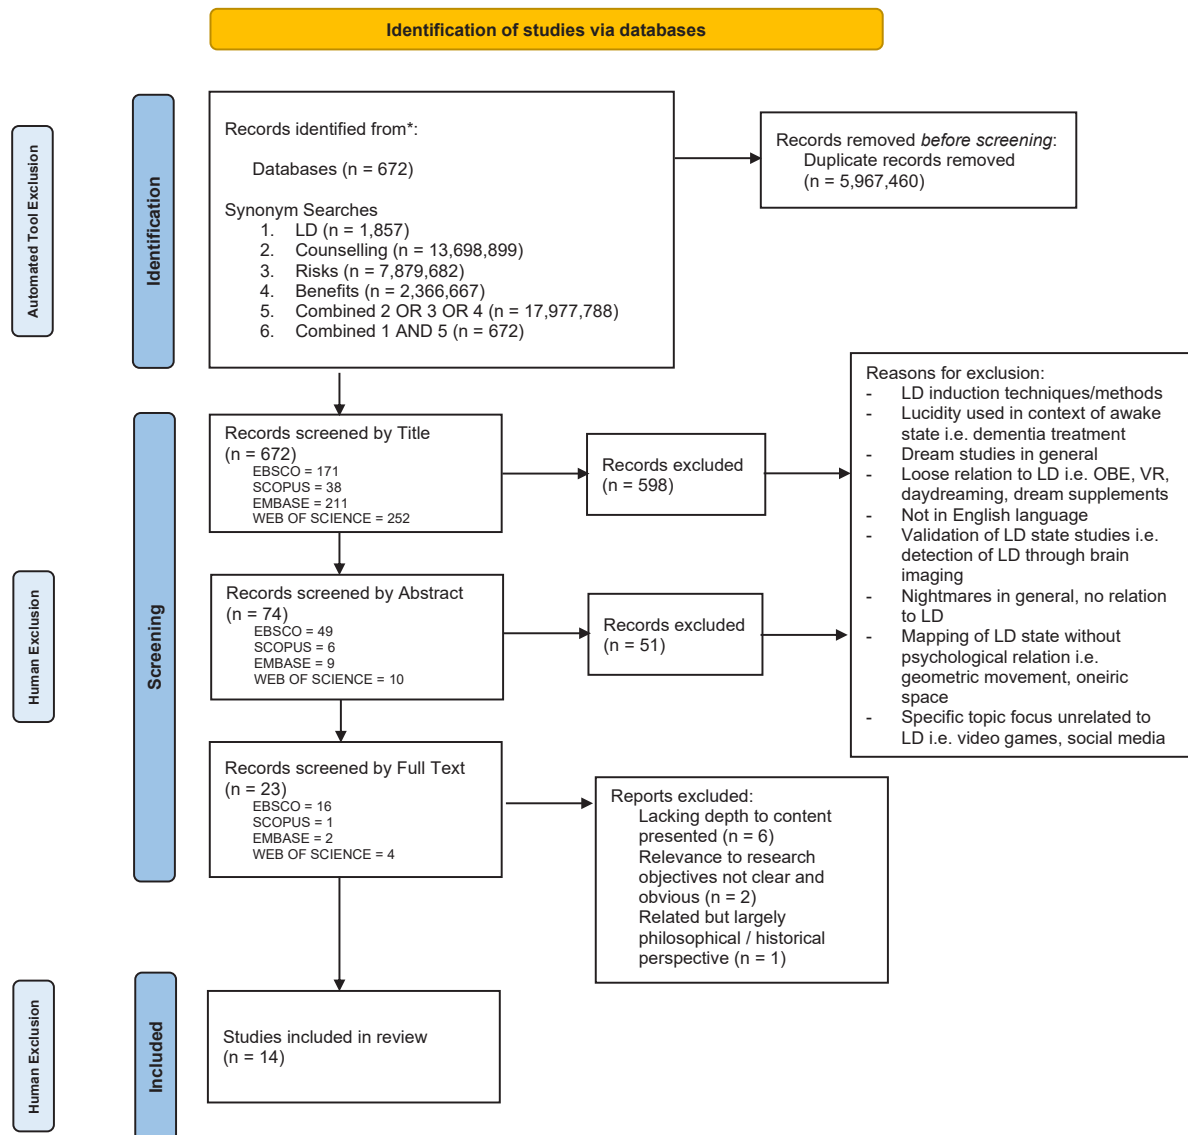 Identification of studies via databases
Automated Tool Exclusion
Identification
Records identified from*:
Databases (n = 672)
Synonym Searches
1. LD (n = 1,857)
2. Counselling (n = 13,698,899)
3. Risks (n = 7,879,682)
4. Benefits (n = 2,366,667)
5. Combined 2 OR 3 OR 4 (n = 17,977,788)
6. Combined 1 AND 5 (n = 672)
Records removed before screening:
Duplicate records removed
(n = 5,967,460)
Human Exclusion
Screening
Records screened by Title
(n = 672)
EBSCO = 171
SCOPUS = 38
EMBASE = 211
WEB OF SCIENCE = 252
Records excluded
(n = 598)
Reasons for exclusion:
- LD induction techniques/methods
- Lucidity used in context of awake
state i.e. dementia treatment
- Dream studies in general
- Loose relation to LD i.e. OBE, VR,
daydreaming, dream supplements
- Not in English language
- Validation of LD state studies i.e.
detection of LD through brain
imaging
- Nightmares in general, no relation
to LD
- Mapping of LD state without
psychological relation i.e.
geometric movement, oneiric
space
- Specific topic focus unrelated to
LD i.e. video games, social media
Records screened by Abstract
(n = 74)
EBSCO = 49
SCOPUS = 6
EMBASE = 9
WEB OF SCIENCE = 10
Records excluded
(n = 51)
Records screened by Full Text
(n = 23)
EBSCO = 16
SCOPUS = 1
EMBASE = 2
WEB OF SCIENCE = 4
Reports excluded:
Lacking depth to content
presented (n = 6)
Relevance to research
objectives not clear and
obvious (n = 2)
Related but largely
philosophical / historical
perspective (n = 1)
Human Exclusion
Included
Studies included in review
(n = 14)